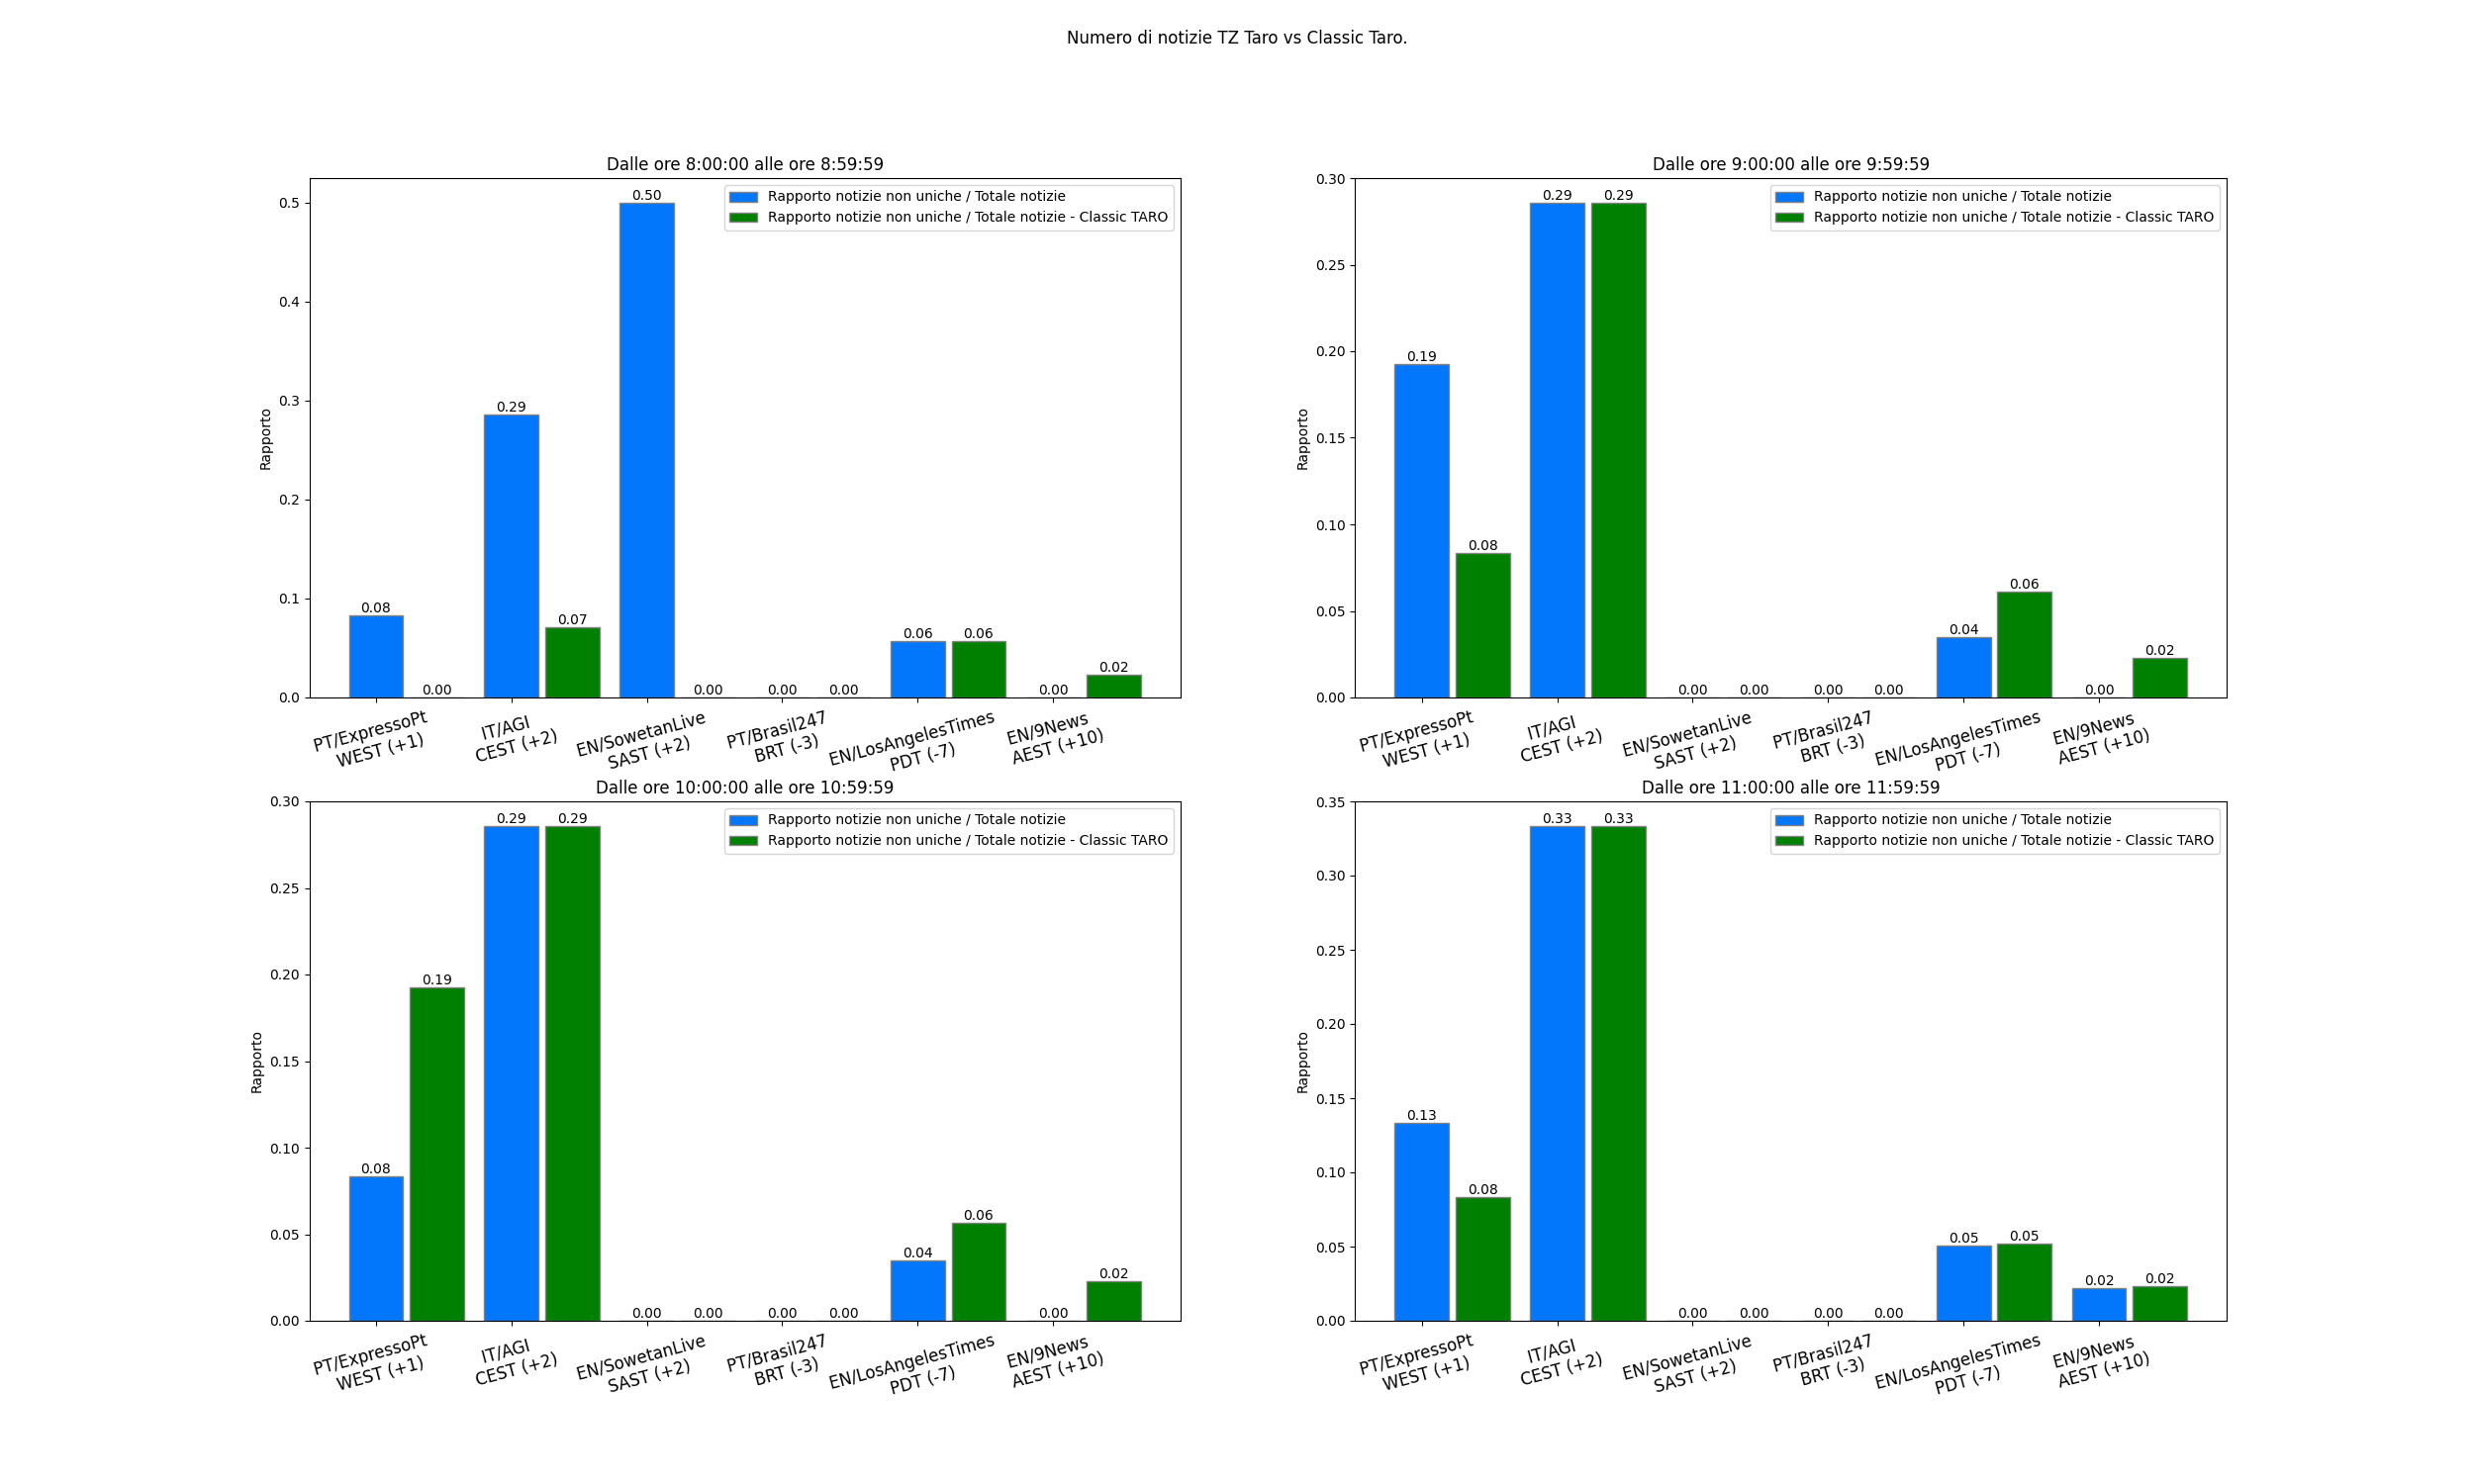 Numero di notizie TZ Taro vs Classic Taro.
Dalle ore 8:00:00 alle ore 8:59:59
Rapporto notizie non uniche / Totale notizie
Rapporto notizie non uniche / Totale notizie - Classic TARO
Rapporto
0.5
0.4
0.3
0.2
0.1
0.0
0.08
0.00
0.29
0.07
0.50
0.00
0.00
0.00
0.06
0.06
0.00
0.02
PT/ExpressoPt
WEST (+1)
IT/AGI
CEST (+2)
EN/SowetanLive
SAST (+2)
PT/Brasil247
BRT (-3)
EN/LosAngelesTimes
PDT (-7)
EN/9News
AEST (+10)
Dalle ore 9:00:00 alle ore 9:59:59
Rapporto notizie non uniche / Totale notizie
Rapporto notizie non uniche / Totale notizie - Classic TARO
Rapporto
0.30
0.25
0.20
0.15
0.10
0.05
0.00
0.19
0.08
0.29
0.29
0.00
0.00
0.00
0.00
0.04
0.06
0.00
0.02
PT/ExpressoPt
WEST (+1)
IT/AGI
CEST (+2)
EN/SowetanLive
SAST (+2)
PT/Brasil247
BRT (-3)
EN/LosAngelesTimes
PDT (-7)
EN/9News
AEST (+10)
Dalle ore 10:00:00 alle ore 10:59:59
Rapporto notizie non uniche / Totale notizie
Rapporto notizie non uniche / Totale notizie - Classic TARO
Rapporto
0.30
0.25
0.20
0.15
0.10
0.05
0.00
0.08
0.19
0.29
0.29
0.00
0.00
0.00
0.00
0.04
0.06
0.00
0.02
PT/ExpressoPt
WEST (+1)
IT/AGI
CEST (+2)
EN/SowetanLive
SAST (+2)
PT/Brasil247
BRT (-3)
EN/LosAngelesTimes
PDT (-7)
EN/9News
AEST (+10)
Dalle ore 11:00:00 alle ore 11:59:59
Rapporto notizie non uniche / Totale notizie
Rapporto notizie non uniche / Totale notizie - Classic TARO
Rapporto
0.35
0.30
0.25
0.20
0.15
0.10
0.05
0.00
0.13
0.08
0.33
0.33
0.00
0.00
0.00
0.00
0.05
0.05
0.02
0.02
PT/ExpressoPt
WEST (+1)
IT/AGI
CEST (+2)
EN/SowetanLive
SAST (+2)
PT/Brasil247
BRT (-3)
EN/LosAngelesTimes
PDT (-7)
EN/9News
AEST (+10)